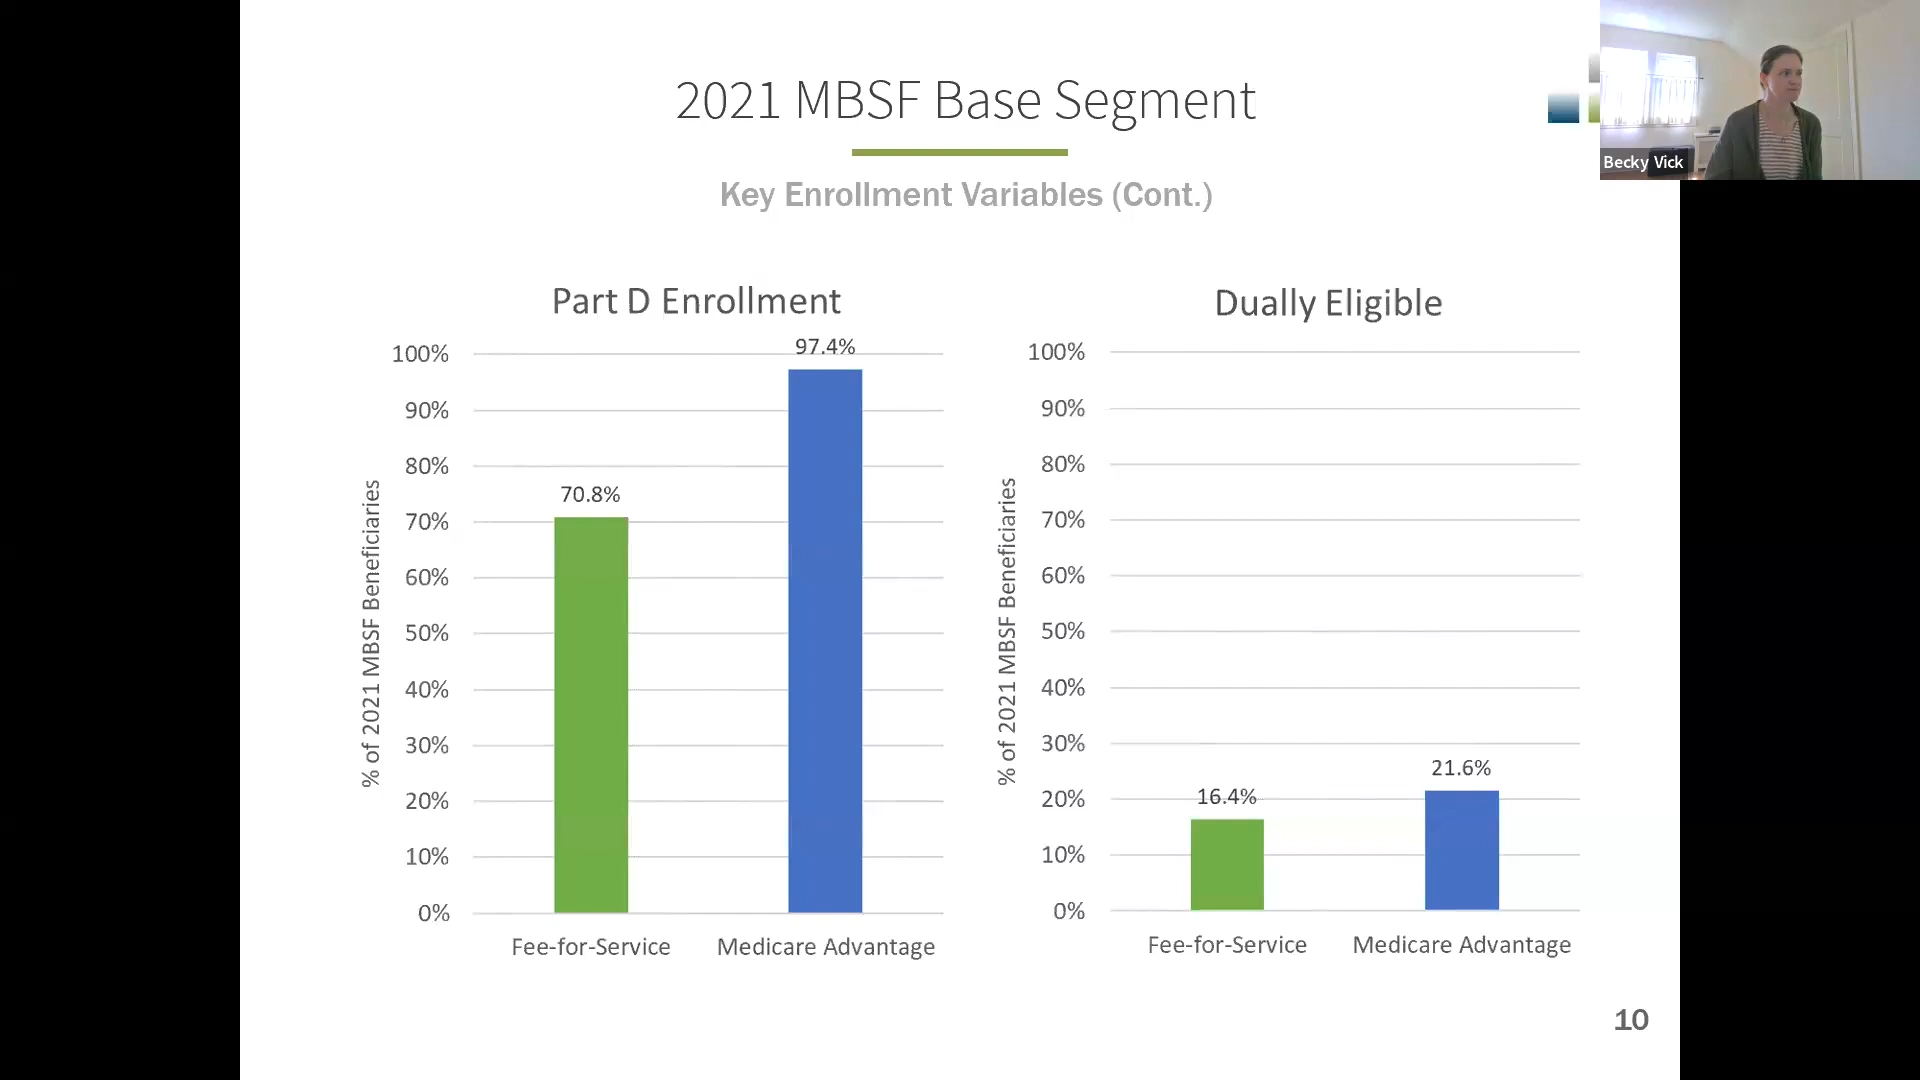 2021 MBSF Base Segment
Becky Vick
Key Enrollment Variables (Cont.)
Part D Enrollment
% of 2021 MBSF Beneficiaries
100%
90%
80%
70%
60%
50%
40%
30%
20%
10%
0%
70.8%
97.4%
Fee-for-Service
Medicare Advantage
Dually Eligible
% of 2021 MBSF Beneficiaries
100%
90%
80%
70%
60%
50%
40%
30%
20%
10%
0%
16.4%
21.6%
Fee-for-Service
Medicare Advantage
10